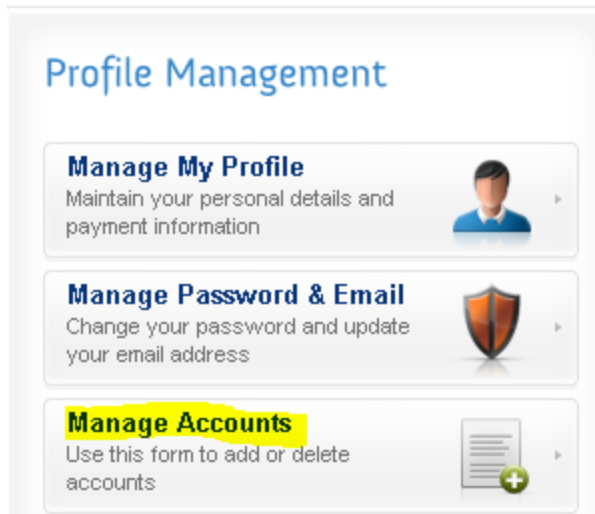 Profile Management
Manage My Profile
Maintain your personal details and
payment information
Manage Password & Email
Change your password and update
your email address
Manage Accounts
Use this form to add or delete
accounts